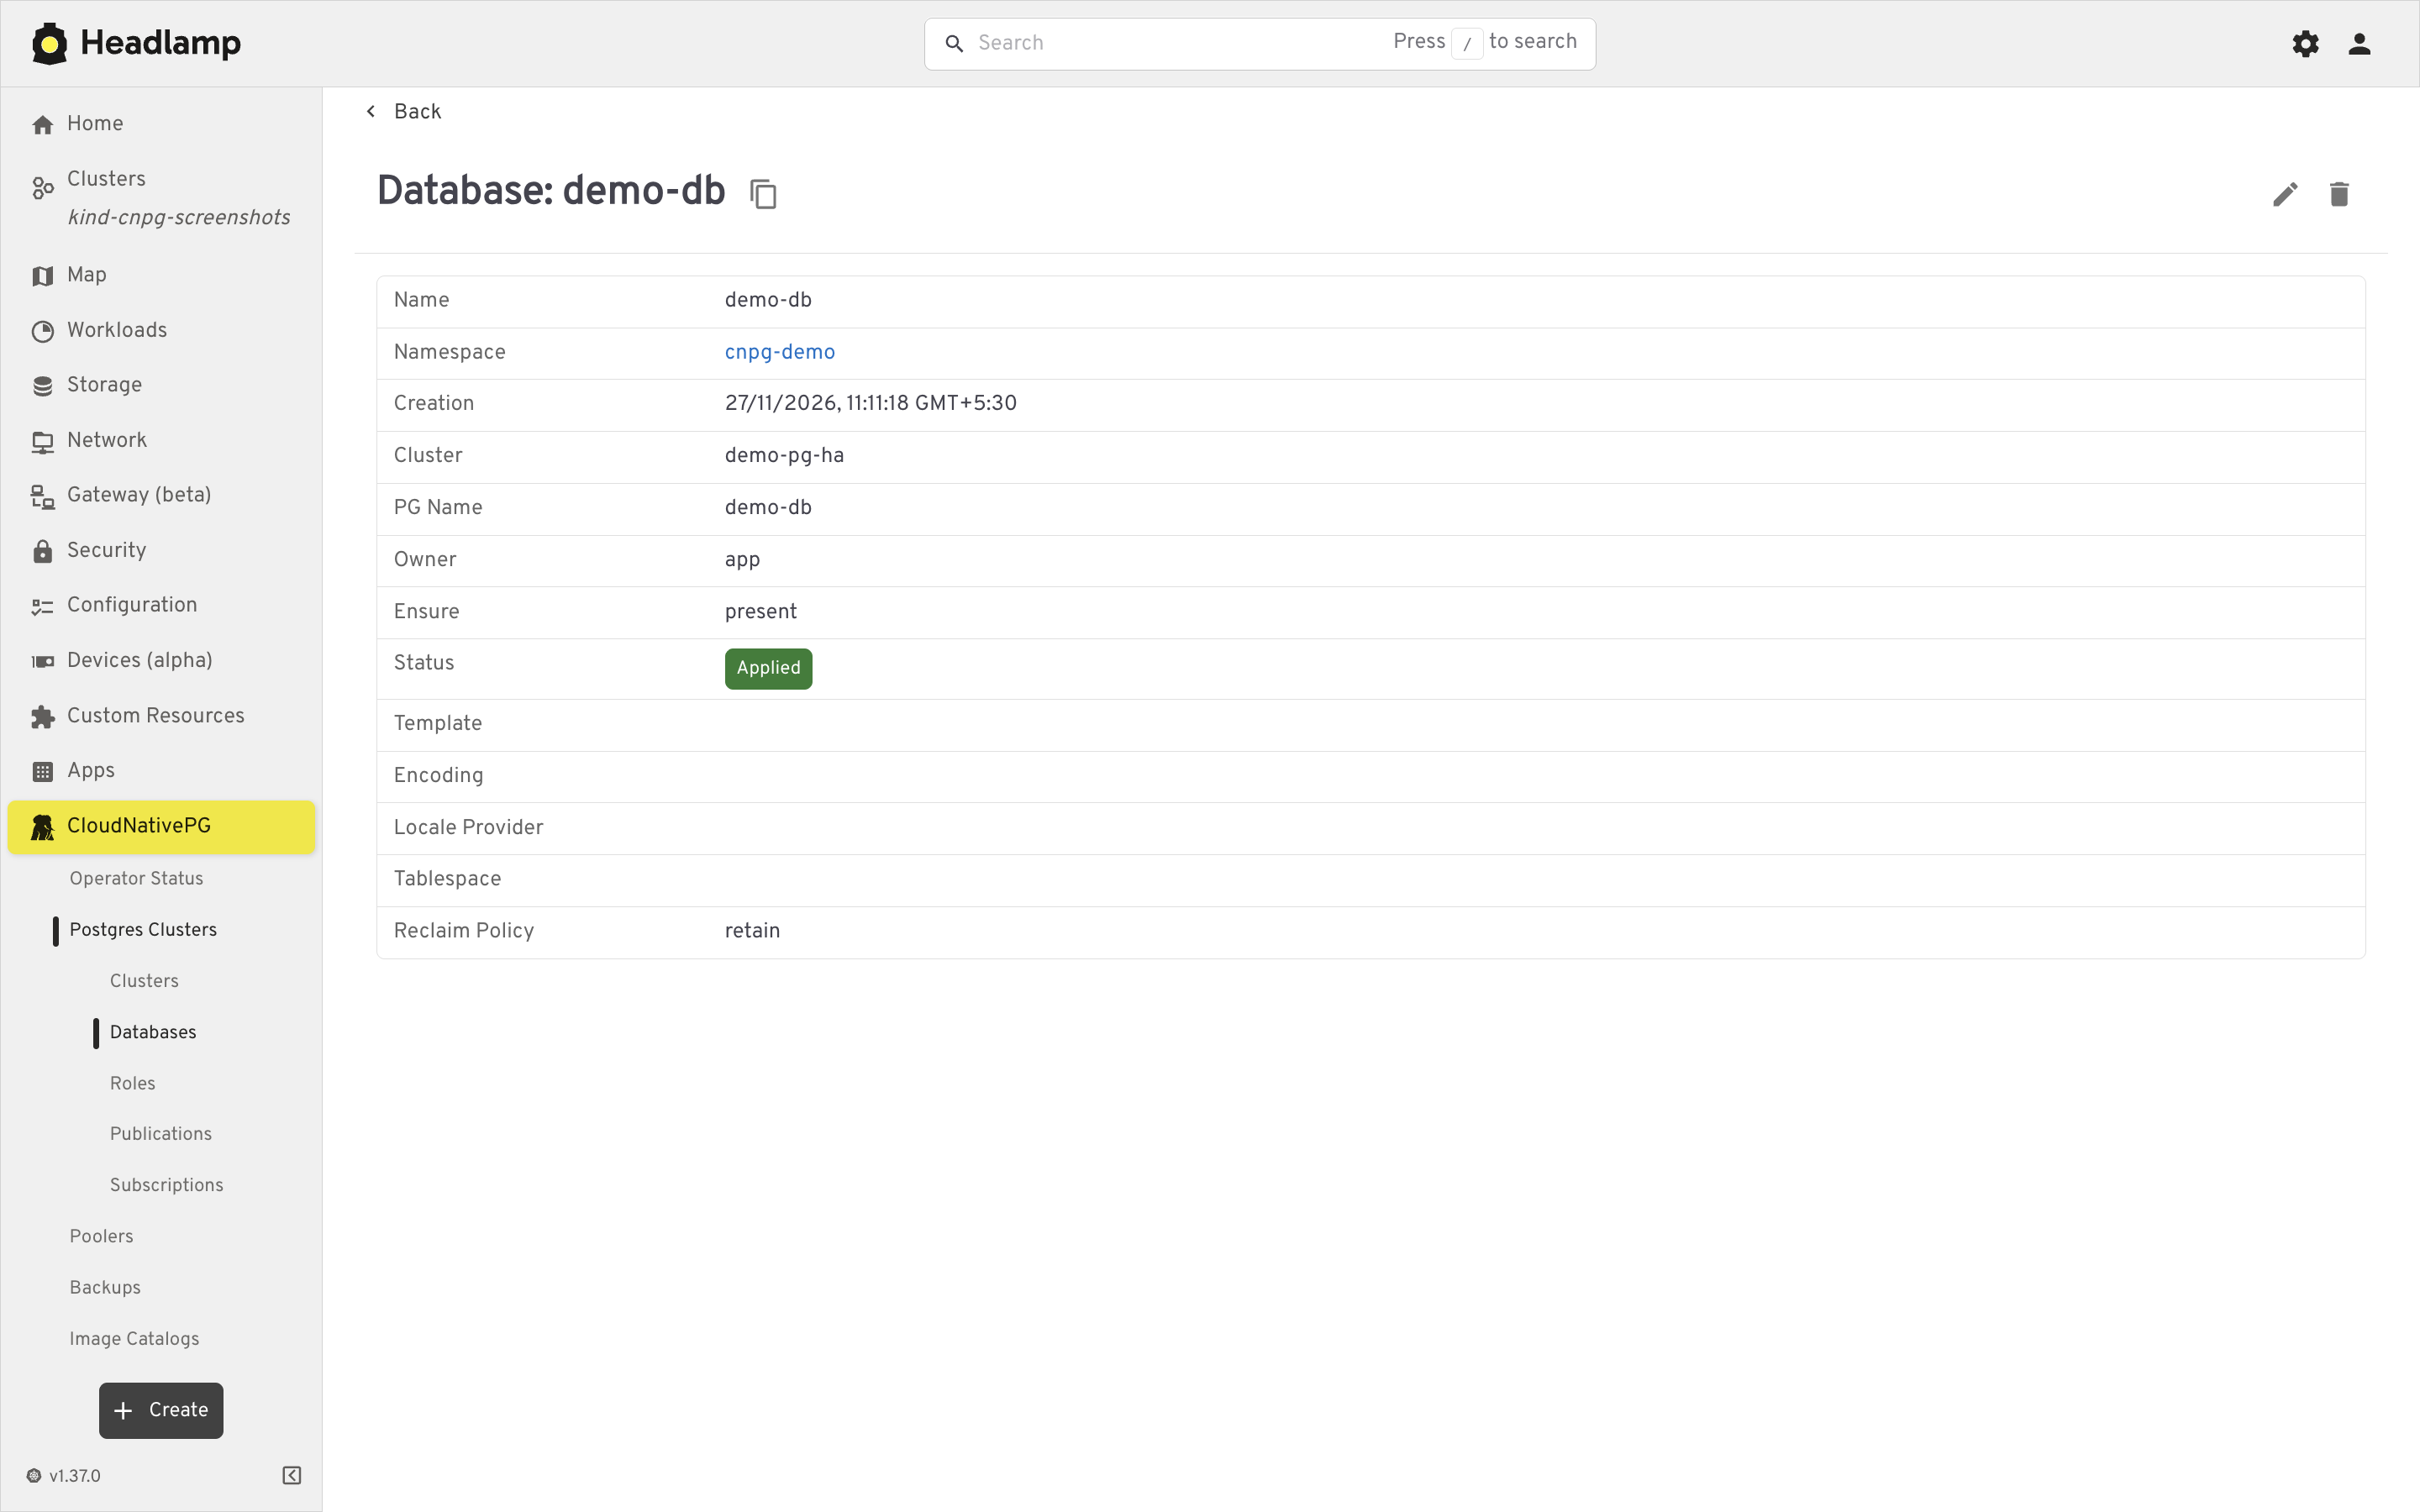 Headlamp
Search
Press / to search
Home
Clusters
kind-cnpg-screenshots
Map
Workloads
Storage
Network
Gateway (beta)
Security
Configuration
Devices (alpha)
Custom Resources
Apps
CloudNativePG
Operator Status
Postgres Clusters
Clusters
Databases
Roles
Publications
Subscriptions
Poolers
Backups
Image Catalogs
Create
v1.37.0
Back
Database: demo-db
Name demo-db
Namespace cnpg-demo
Creation 27/11/2026, 11:11:18 GMT+5:30
Cluster demo-pg-ha
PG Name demo-db
Owner app
Ensure present
Status Applied
Template
Encoding
Locale Provider
Tablespace
Reclaim Policy retain